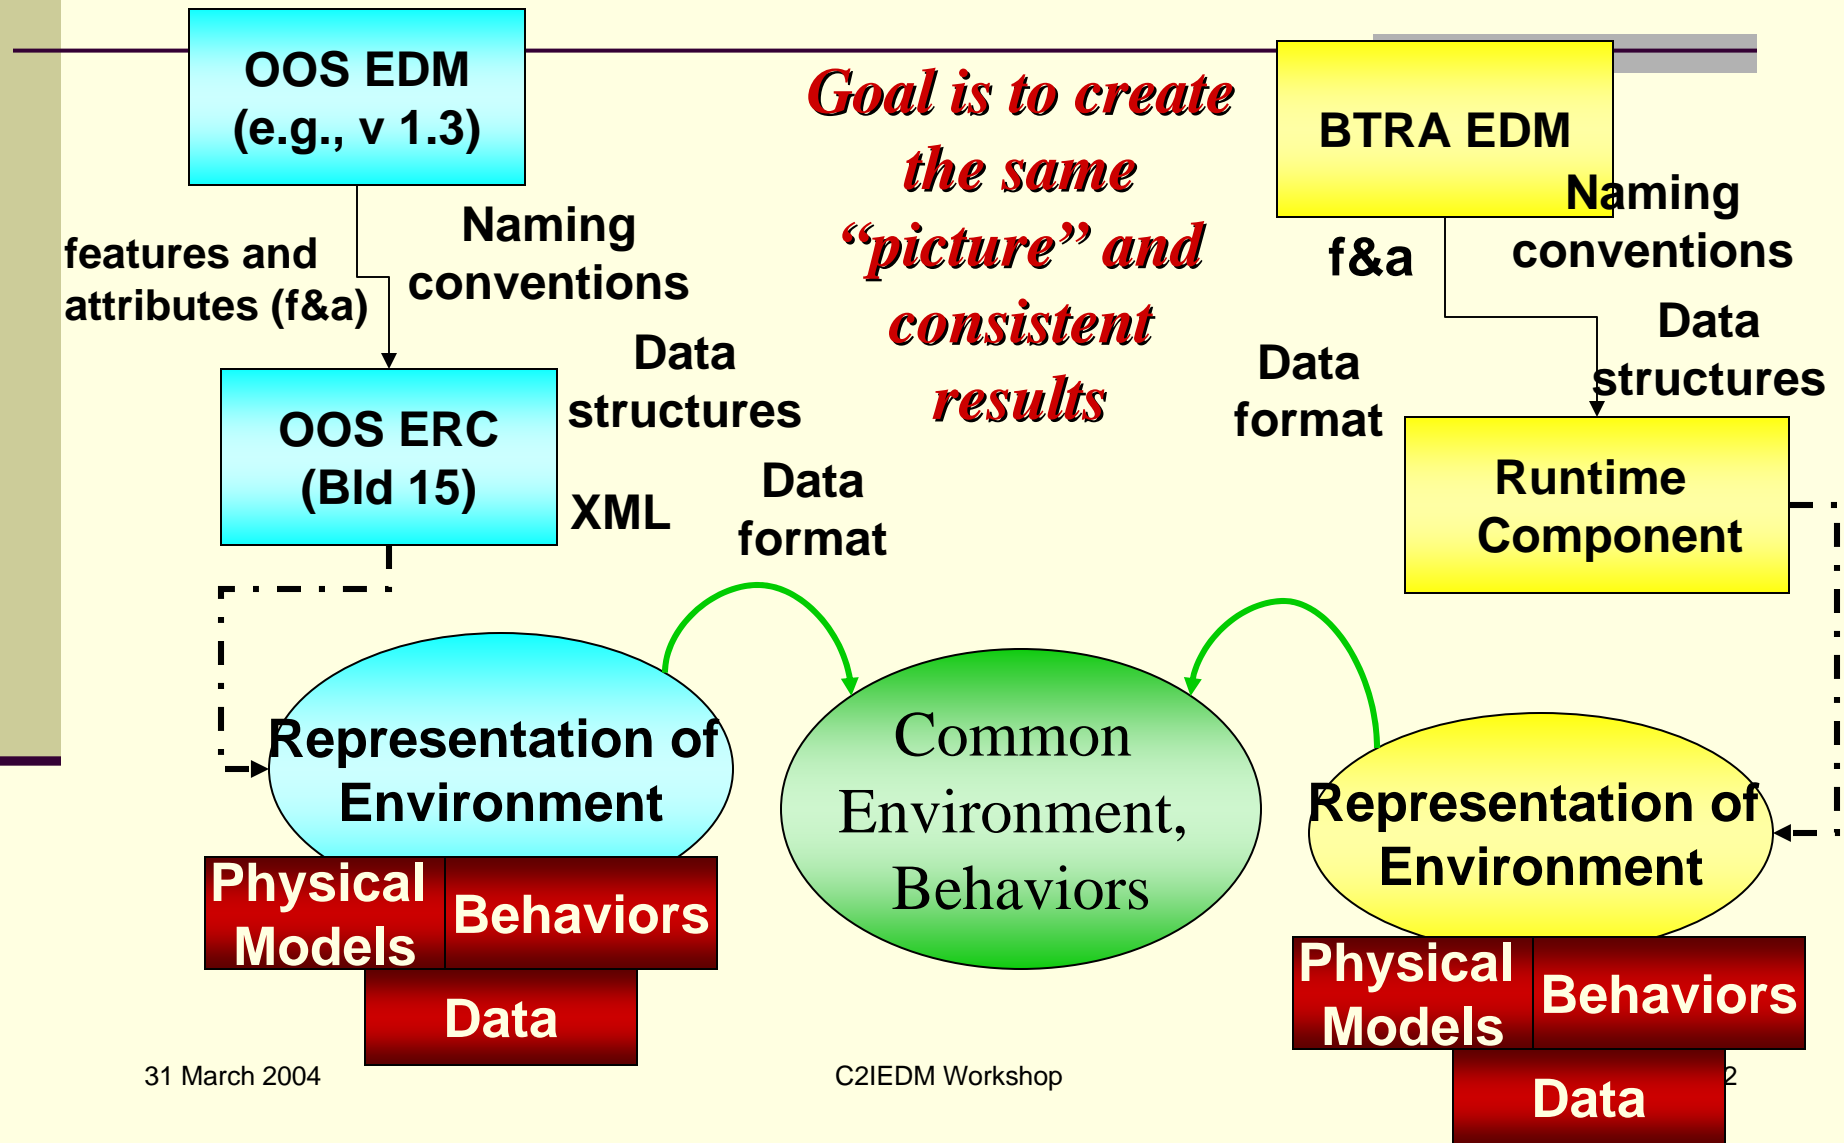 OOS EDM
(e.g., v 1.3)
Goal is to create
the same
“picture” and
consistent
results
BTRA EDM
features and
attributes (f&a)
Naming
conventions
f&a
Naming
conventions
Data
structures
Data
format
Data
structures
OOS ERC
(Bld 15)
XML
Data
format
Runtime
Component
Representation of
Environment
Common
Environment,
Behaviors
Representation of
Environment
Physical
Models
Behaviors
Data
Physical
Models
Behaviors
Data
31 March 2004
C2IEDM Workshop
2